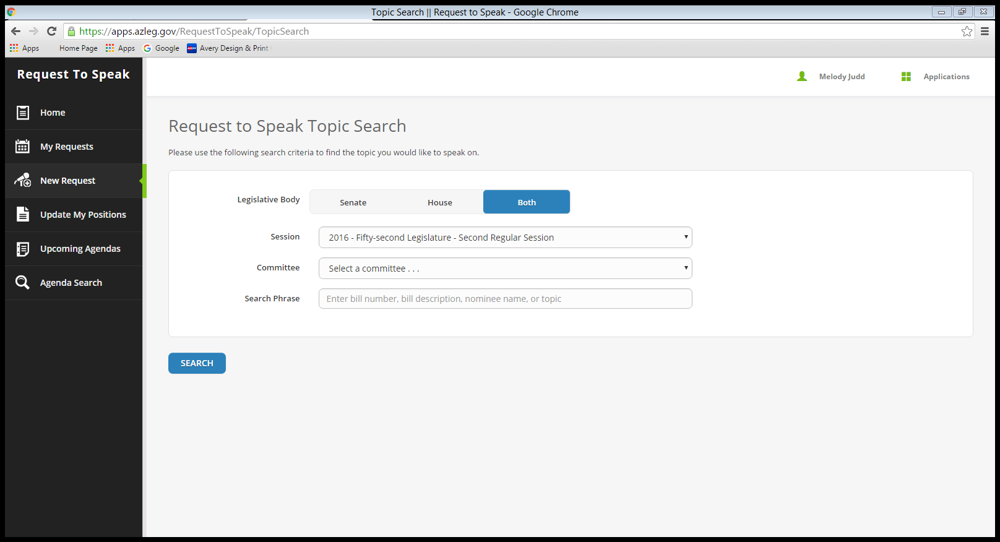 Topic Search || Request to Speak - Google Chrome
https://apps.azleg.gov/RequestToSpeak/TopicSearch
Apps Home Page Apps Google AVERY Avery Design & Print
Request To Speak
Melody Judd Applications
Home
My Requests
New Request
Update My Positions
Upcoming Agendas
Agenda Search
Request to Speak Topic Search
Please use the following search criteria to find the topic you would like to speak on.
Legislative Body Senate House Both
Session 2016 - Fifty-second Legislature - Second Regular Session
Committee Select a committee . . .
Search Phrase Enter bill number, bill description, nominee name, or topic
SEARCH